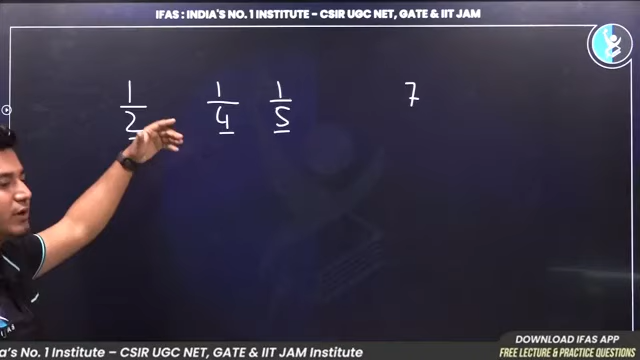 IFAS : INDIA'S NO. 1 INSTITUTE – CSIR UGC NET, GATE & IIT JAM
1/2 1/4 1/5 7
DOWNLOAD IFAS APP
a's No. 1 Institute – CSIR UGC NET, GATE & IIT JAM Institute
FREE LECTURE & PRACTICE QUESTIONS